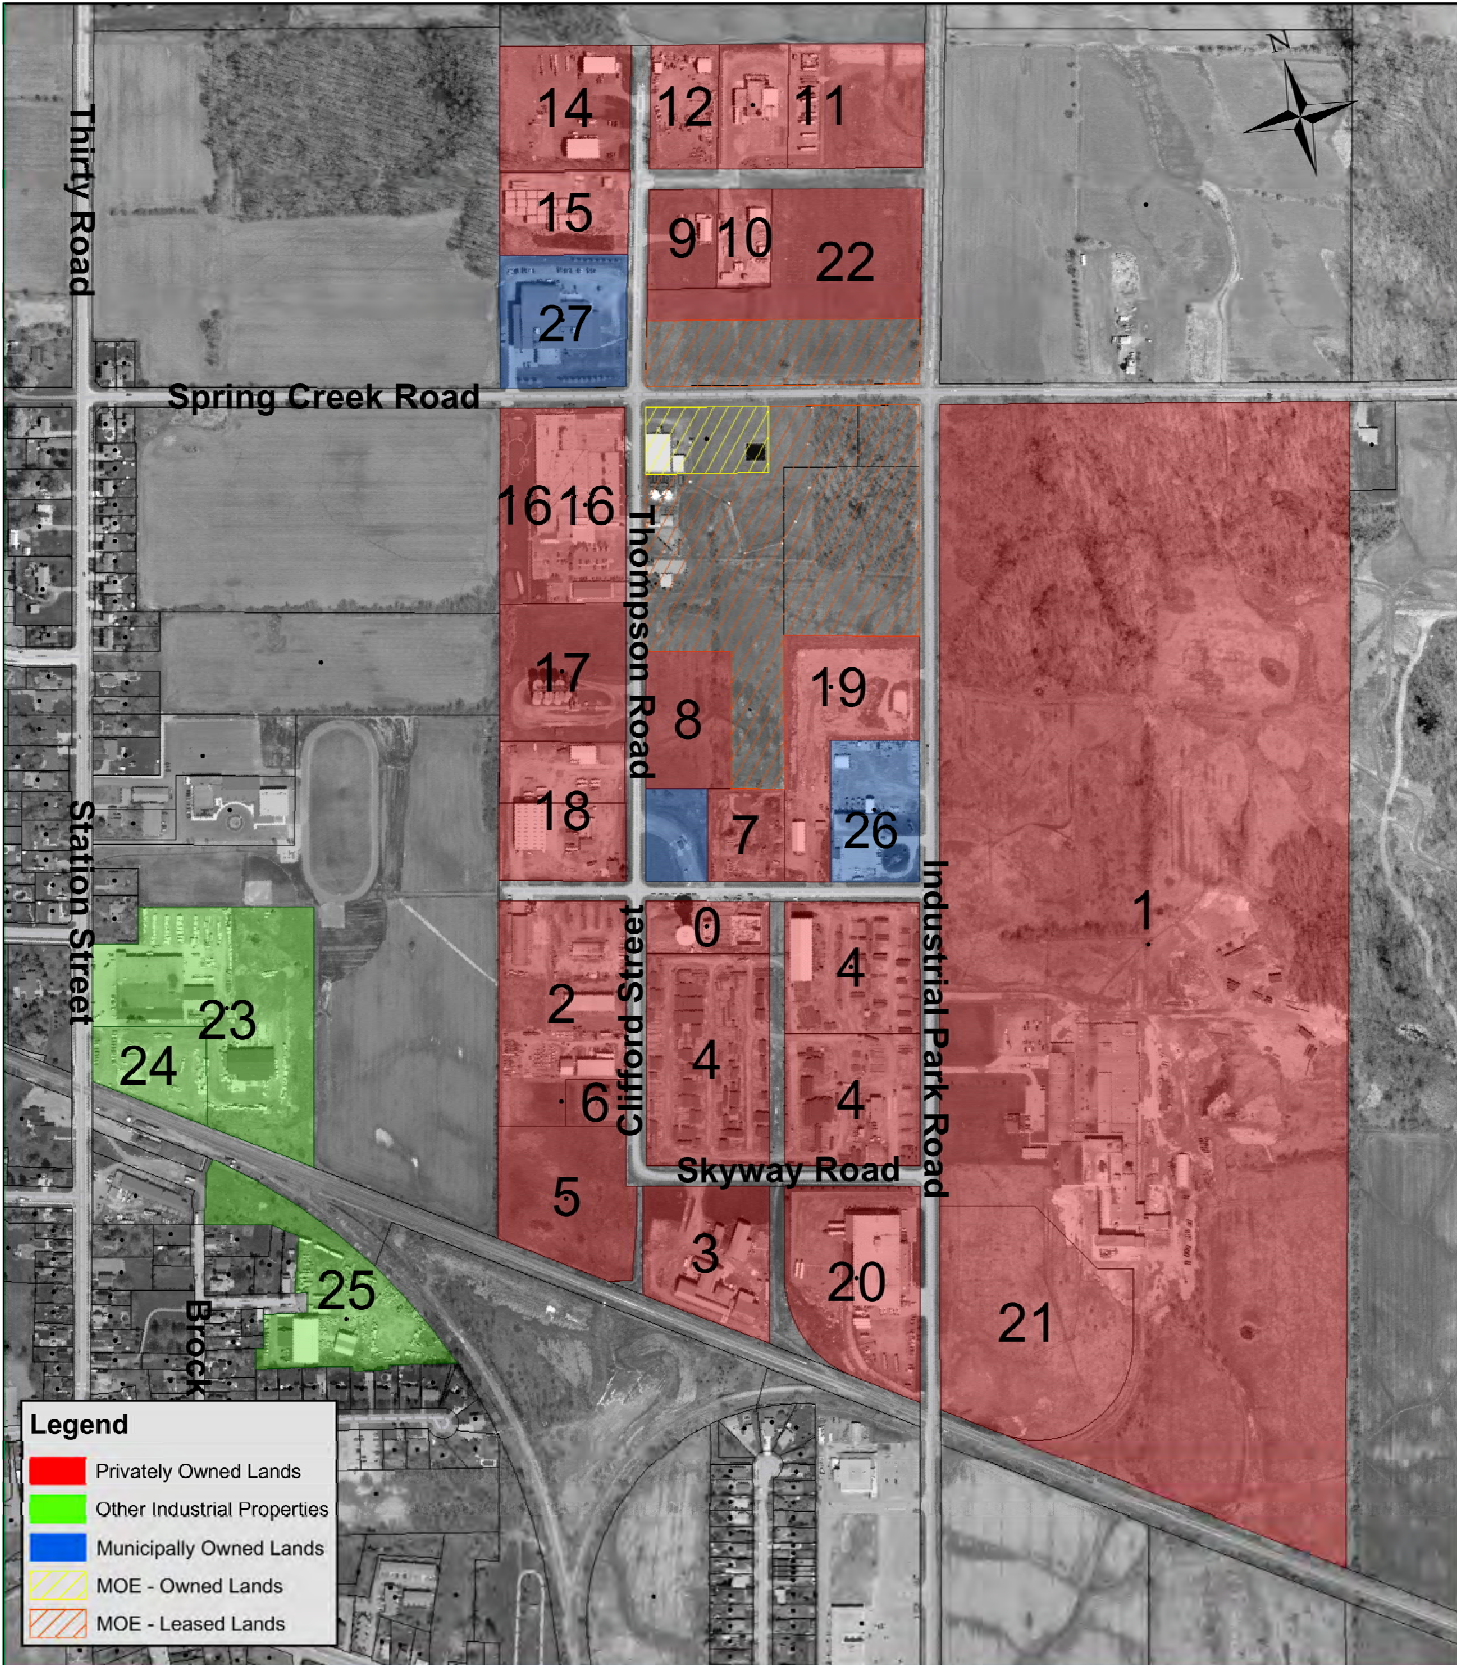 N
14
12
11
Thirty Road
15
9
10
22
27
Spring Creek Road
16
16
Thompson Road
17
19
8
18
7
26
Station Street
1
0
4
Clifford Street
Industrial Park Road
2
23
4
24
4
6
Skyway Road
5
3
20
25
21
Brock
Legend
Privately Owned Lands
Other Industrial Properties
Municipally Owned Lands
MOE - Owned Lands
MOE - Leased Lands